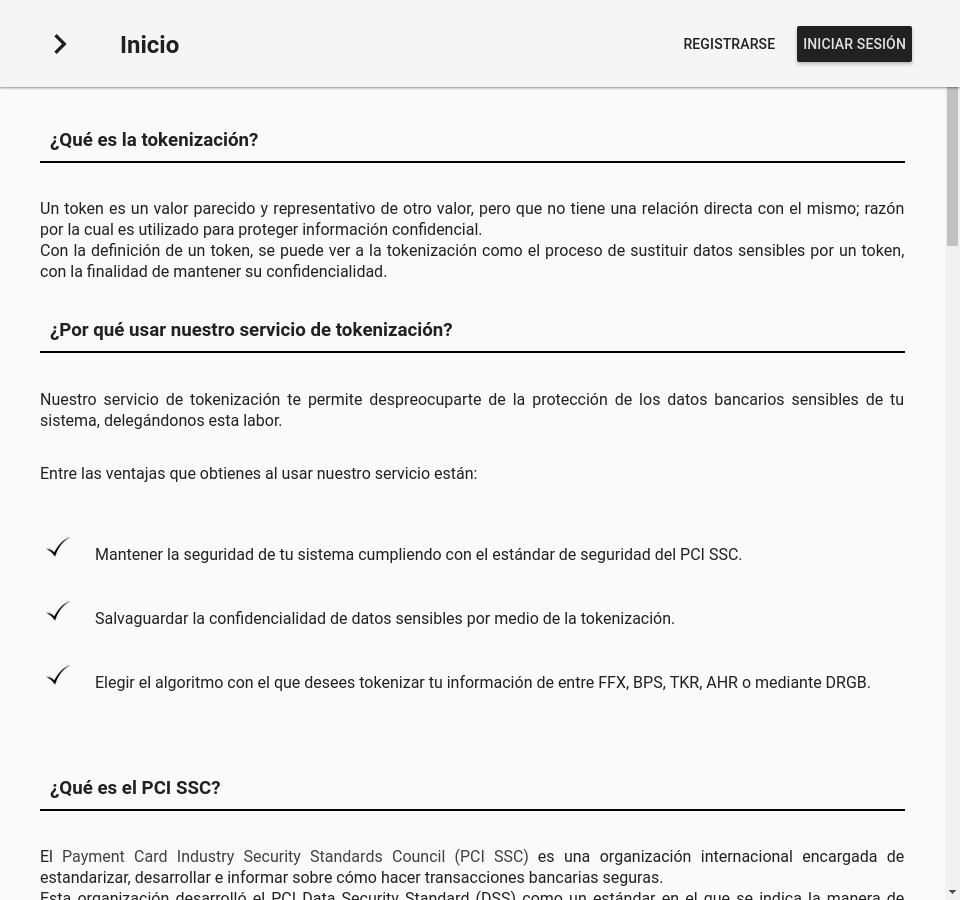 Inicio
REGISTRARSE
INICIAR SESIÓN
¿Qué es la tokenización?
Un token es un valor parecido y representativo de otro valor, pero que no tiene una relación directa con el mismo; razón
por la cual es utilizado para proteger información confidencial.
Con la definición de un token, se puede ver a la tokenización como el proceso de sustituir datos sensibles por un token,
con la finalidad de mantener su confidencialidad.
¿Por qué usar nuestro servicio de tokenización?
Nuestro servicio de tokenización te permite despreocuparte de la protección de los datos bancarios sensibles de tu
sistema, delegándonos esta labor.
Entre las ventajas que obtienes al usar nuestro servicio están:
Mantener la seguridad de tu sistema cumpliendo con el estándar de seguridad del PCI SSC.
Salvaguardar la confidencialidad de datos sensibles por medio de la tokenización.
Elegir el algoritmo con el que desees tokenizar tu información de entre FFX, BPS, TKR, AHR o mediante DRGB.
¿Qué es el PCI SSC?
El Payment Card Industry Security Standards Council (PCI SSC) es una organización internacional encargada de
estandarizar, desarrollar e informar sobre cómo hacer transacciones bancarias seguras.
Esta organización desarrolló el PCI Data Security Standard (DSS) como un estándar en el que se indica la manera de